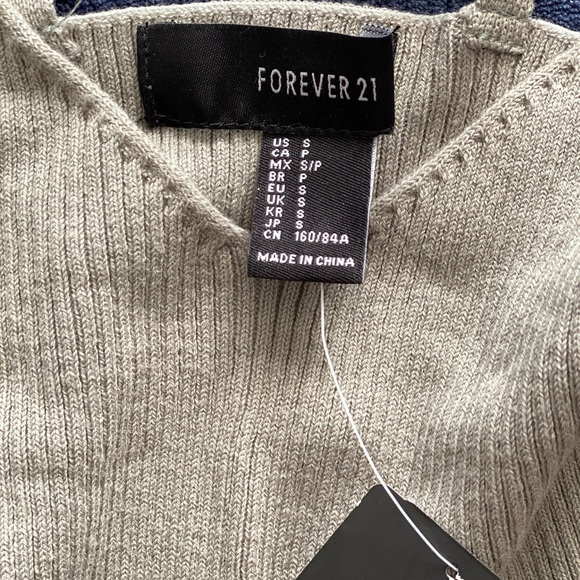 FOREVER 21
US S
CA P
MX S/P
BR P
EU S
UK S
KR S
JP S
CN 160/84A
MADE IN CHINA